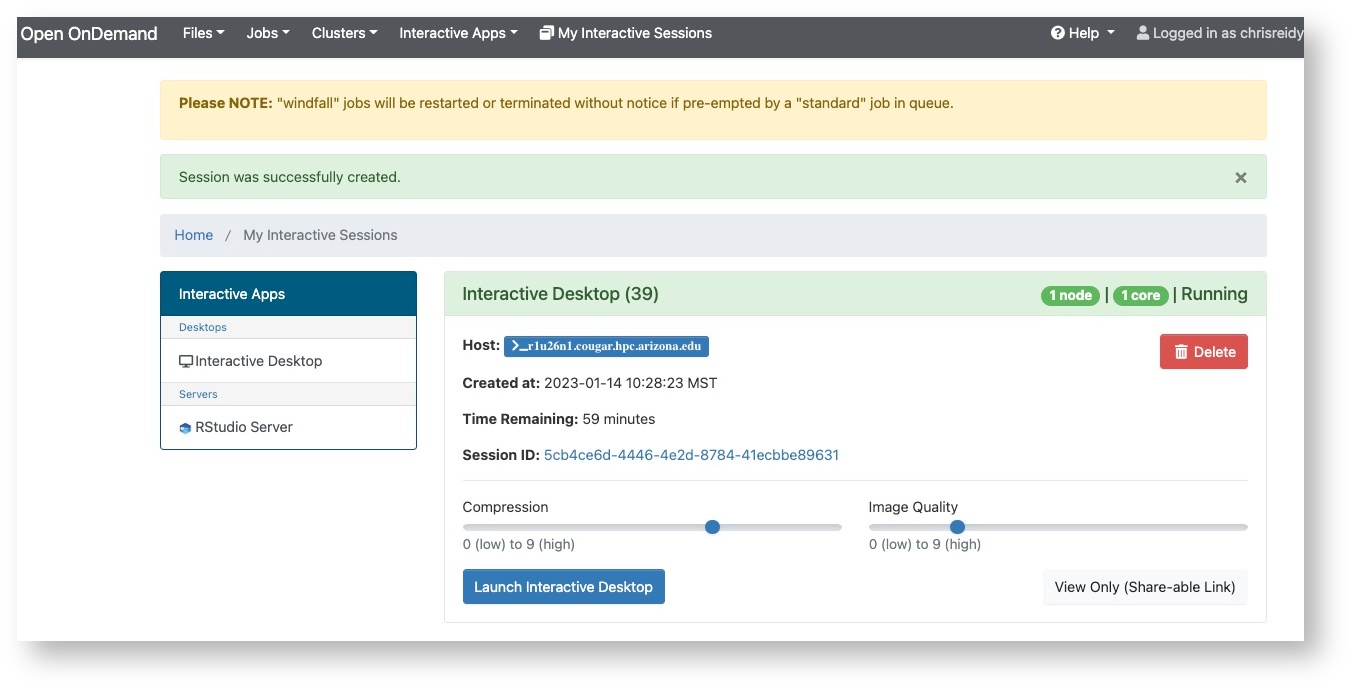 Open OnDemand Files Jobs Clusters Interactive Apps My Interactive Sessions Help Logged in as chrisreidy
Please NOTE: "windfall" jobs will be restarted or terminated without notice if pre-empted by a "standard" job in queue.
Session was successfully created. ×
Home / My Interactive Sessions
Interactive Apps
Desktops
Interactive Desktop
Servers
RStudio Server
Interactive Desktop (39) 1 node | 1 core | Running
Host: >_r1u26n1.cougar.hpc.arizona.edu
Delete
Created at: 2023-01-14 10:28:23 MST
Time Remaining: 59 minutes
Session ID: 5cb4ce6d-4446-4e2d-8784-41ecbbe89631
Compression
0 (low) to 9 (high)
Image Quality
0 (low) to 9 (high)
Launch Interactive Desktop
View Only (Share-able Link)